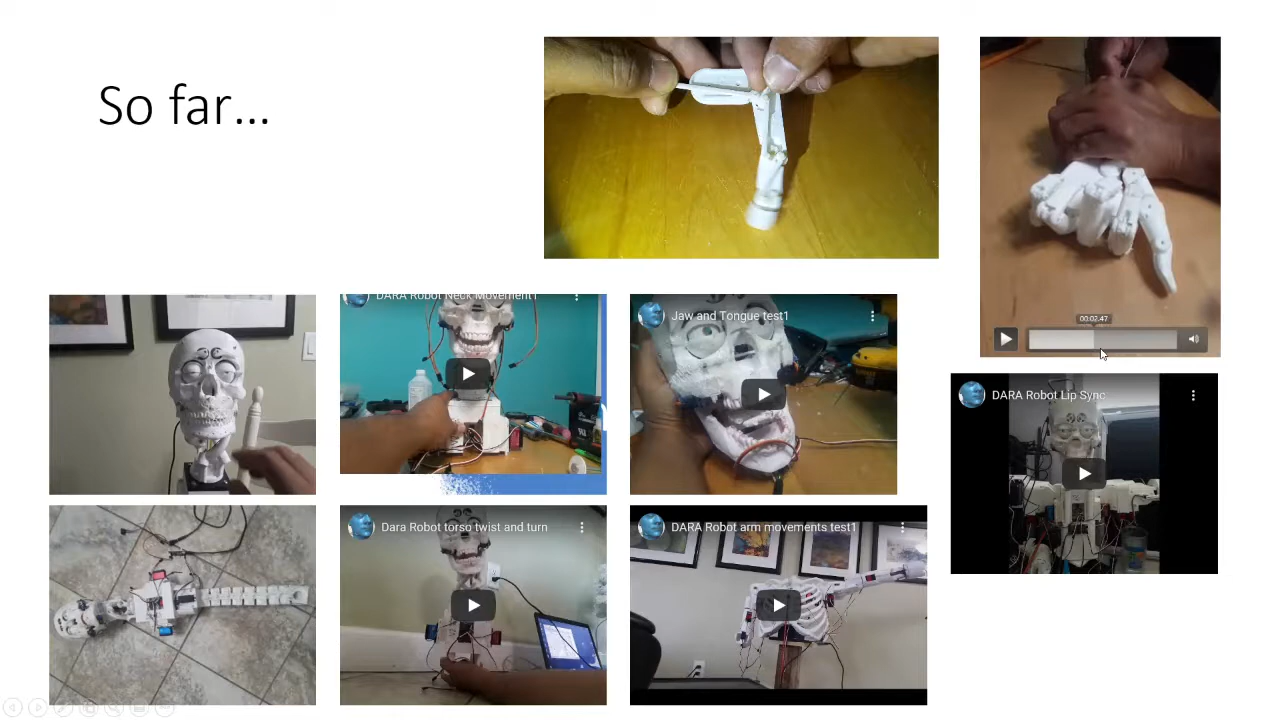 So far...
00:02.47
DARA Robot Neck Movement1
Jaw and Tongue test1
DARA Robot Lip Sync
Dara Robot torso twist and turn
DARA Robot arm movements test1